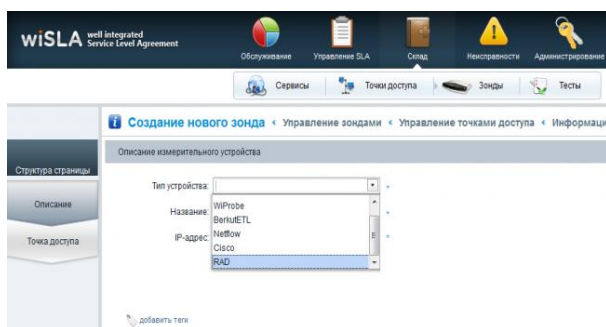 wiSLA well integrated Service Level Agreement
Обслуживание Управление SLA Склад Неисправности Администрирование
Сервисы Точки доступа Зонды Тесты
Создание нового зонда Управление зондами Управление точками доступа Информаци
Описание измерительного устройства
Структура страницы
Тип устройства:
Описание
Название:
WiProbe
BerkutETL
Точка доступа
IP-адрес:
Netflow
Cisco
RAD
добавить теги